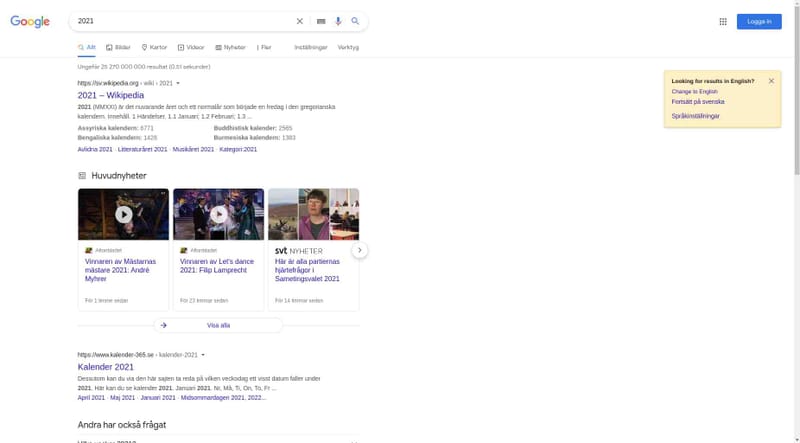 Google
2021
Logga in
Allt
Bilder
Kartor
Videor
Nyheter
Fler
Inställningar
Verktyg
Ungefär 25 270 000 000 resultat (0,51 sekunder)
Looking for results in English?
Change to English
Fortsätt på svenska
Språkinställningar
https://sv.wikipedia.org › wiki › 2021
2021 – Wikipedia
2021 (MMXXI) är det nuvarande året och ett normalår som började en fredag i den gregorianska
kalendern. Innehåll. 1 Händelser. 1.1 Januari; 1.2 Februari; 1.3 ...
Assyriska kalendern: 6771
Buddhistisk kalender: 2565
Bengaliska kalendern: 1428
Burmesiska kalendern: 1383
Avlidna 2021 · Litteraturåret 2021 · Musikåret 2021 · Kategori:2021
Huvudnyheter
Aftonbladet
Vinnaren av Mästarnas
mästare 2021: André
Myhrer
För 1 timme sedan
Aftonbladet
Vinnaren av Let's dance
2021: Filip Lamprecht
För 23 timmar sedan
svt NYHETER
Här är alla partiernas
hjärtefrågor i
Sametingsvalet 2021
För 14 timmar sedan
Visa alla
https://www.kalender-365.se › kalender-2021
Kalender 2021
Dessutom kan du via den här sajten ta reda på vilken veckodag ett visst datum faller under
2021. Här kan du se kalender 2021. Januari 2021. Nr, Må, Ti, On, To, Fr ...
April 2021 · Maj 2021 · Januari 2021 · Midsommardagen 2021, 2022...
Andra har också frågat